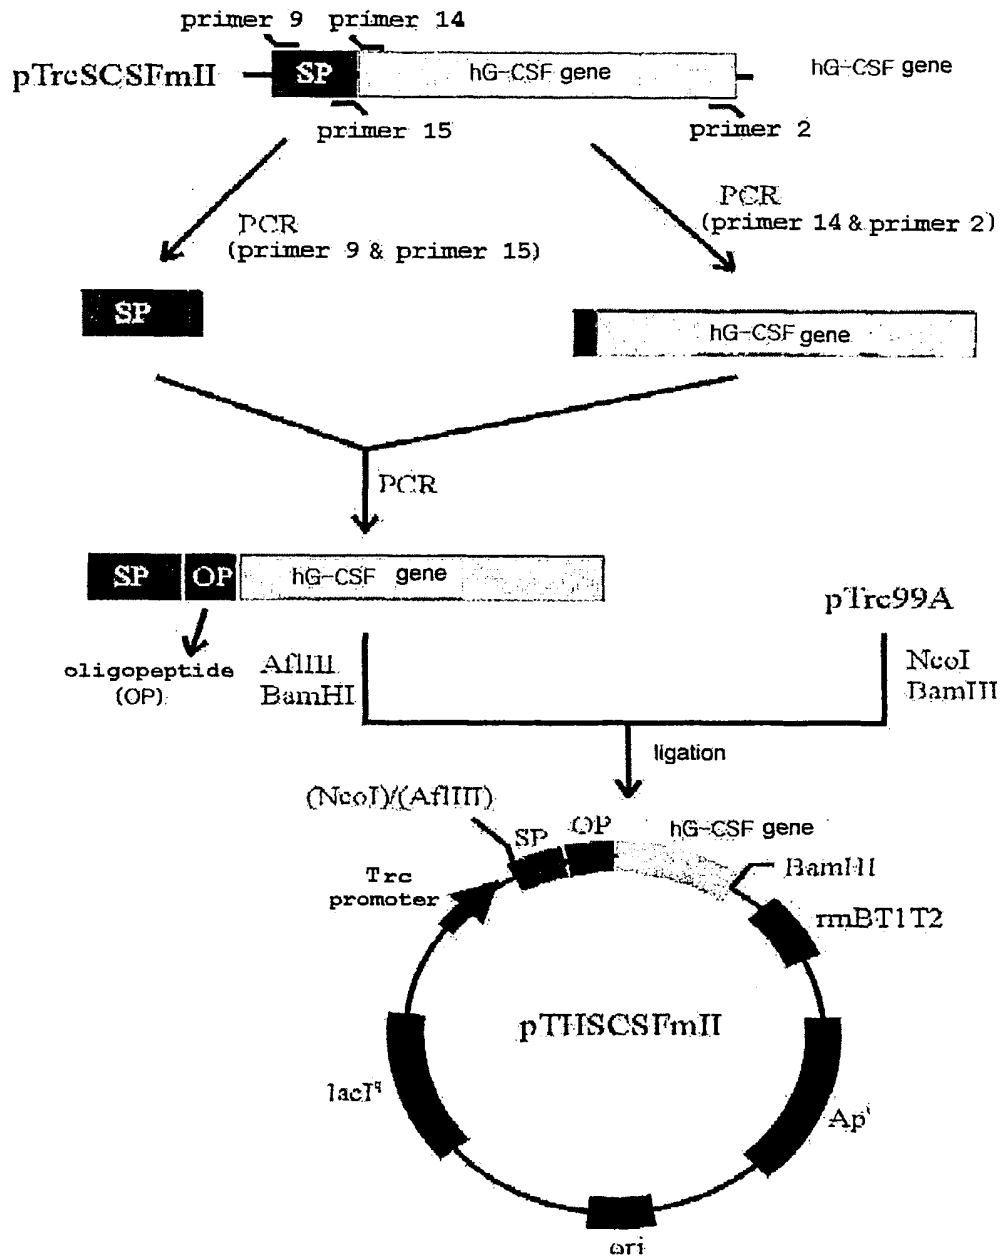 primer 9
primer 14
pTrcSCSFmII
SP
hG-CSF gene
hG-CSF gene
primer 15
primer 2
PCR
(primer 9 & primer 15)
PCR
(primer 14 & primer 2)
SP
hG-CSF gene
PCR
SP
OP
hG-CSF gene
pTrc99A
oligopeptide
(OP)
AflIII
BamHI
NcoI
BamHI
ligation
(NcoI)/(AflIII)
SP
OP
hG-CSF gene
BamHI
Trc
promoter
rrnBT1T2
pTHSCSFmII
lacIq
Apr
ori